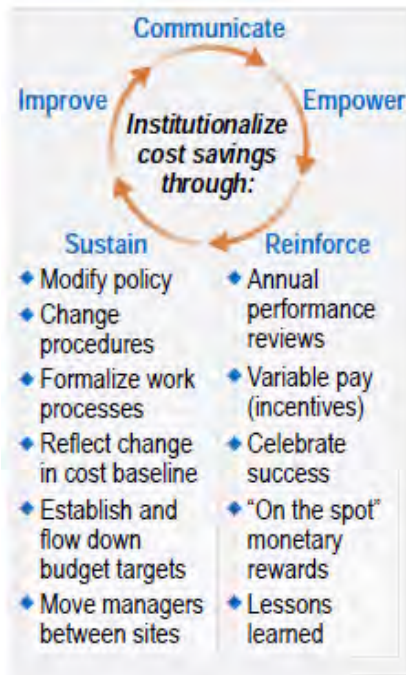 Communicate
Improve
Empower
Institutionalize
cost savings
through:
Sustain
◆ Modify policy
◆ Change
procedures
◆ Formalize work
processes
◆ Reflect change
in cost baseline
◆ Establish and
flow down
budget targets
◆ Move managers
between sites
Reinforce
◆ Annual
performance
reviews
◆ Variable pay
(incentives)
◆ Celebrate
success
◆ “On the spot”
monetary
rewards
◆ Lessons
learned